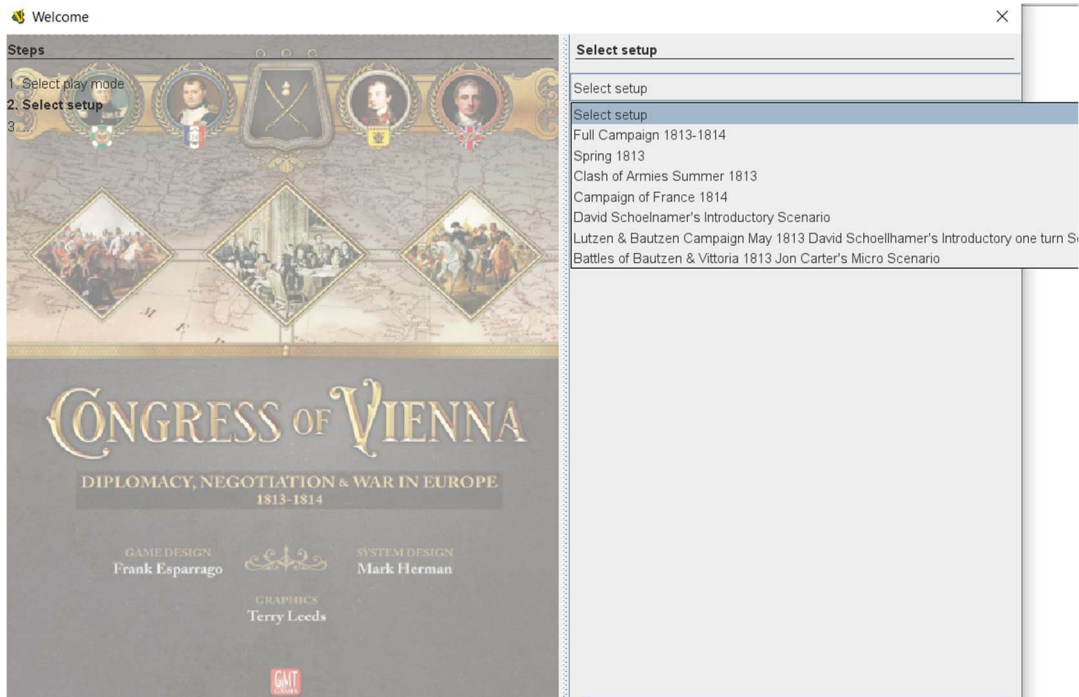 Welcome
Steps
1. Select play mode
2. Select setup
3. ...
Select setup
Select setup
Select setup
Full Campaign 1813-1814
Spring 1813
Clash of Armies Summer 1813
Campaign of France 1814
David Schoelnamer's Introductory Scenario
Lutzen & Bautzen Campaign May 1813 David Schoellhamer's Introductory one turn
Battles of Bautzen & Vittoria 1813 Jon Carter's Micro Scenario
CONGRESS OF VIENNA
DIPLOMACY, NEGOTIATION & WAR IN EUROPE
1813-1814
GAME DESIGN
Frank Esparrago
SYSTEM DESIGN
Mark Herman
GRAPHICS
Terry Leeds
GMT
GAMES